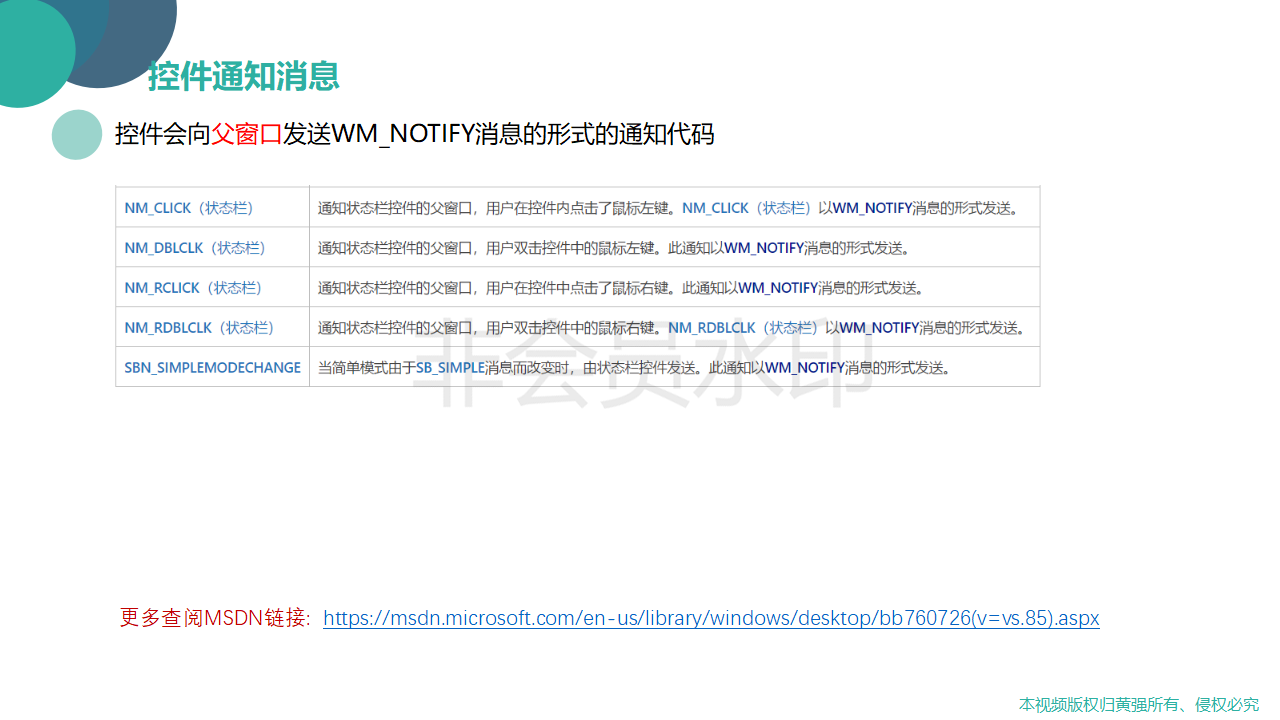 控件通知消息
控件会向父窗口发送WM_NOTIFY消息的形式的通知代码
NM_CLICK（状态栏） 通知状态栏控件的父窗口，用户在控件内点击了鼠标左键。NM_CLICK（状态栏）以WM_NOTIFY消息的形式发送。
NM_DBLCLK（状态栏） 通知状态栏控件的父窗口，用户双击控件中的鼠标左键。此通知以WM_NOTIFY消息的形式发送。
NM_RCLICK（状态栏） 通知状态栏控件的父窗口，用户在控件中点击了鼠标右键。此通知以WM_NOTIFY消息的形式发送。
NM_RDBLCLK（状态栏） 通知状态栏控件的父窗口，用户双击控件中的鼠标右键。NM_RDBLCLK（状态栏）以WM_NOTIFY消息的形式发送。
SBN_SIMPLEMODECHANGE 当简单模式由于SB_SIMPLE消息而改变时，由状态栏控件发送。此通知以WM_NOTIFY消息的形式发送。
非会员水印
更多查阅MSDN链接: https://msdn.microsoft.com/en-us/library/windows/desktop/bb760726(v=vs.85).aspx
本视频版权归黄强所有、侵权必究